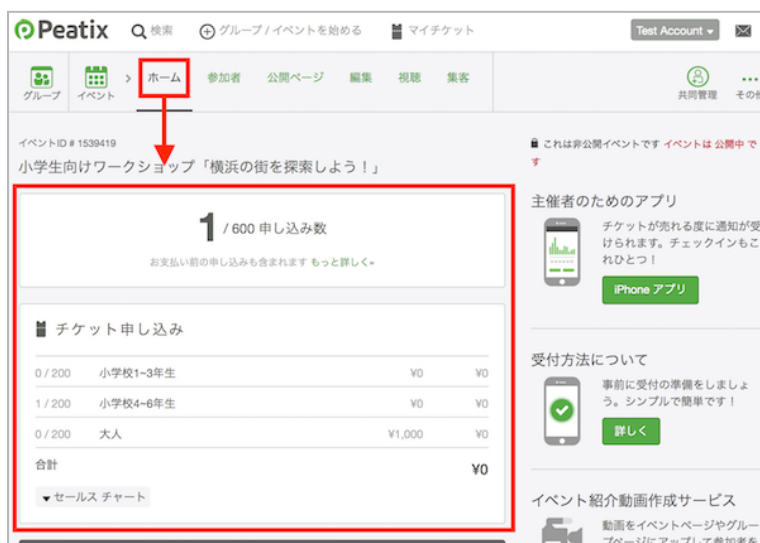 Peatix 検索 グループ / イベントを始める マイチケット Test Account
グループ イベント ホーム 参加者 公開ページ 編集 視聴 集客 共同管理 その他
イベントID # 1539419
小学生向けワークショップ「横浜の街を探索しよう！」
1 / 600 申し込み数
お支払い前の申し込みも含まれます もっと詳しく»
チケット申し込み
0 / 200 小学校1~3年生 ¥0 ¥0
1 / 200 小学校4~6年生 ¥0 ¥0
0 / 200 大人 ¥1,000 ¥0
合計 ¥0
セールス チャート
これは非公開イベントです イベントは 公開中 で
す
主催者のためのアプリ
チケットが売れる度に通知が受
けられます。チェックインもこ
れひとつ！
iPhone アプリ
受付方法について
事前に受付の準備をしましょ
う。シンプルで簡単です！
詳しく
イベント紹介動画作成サービス
動画をイベントページやグルー
プページにアップして参加者を